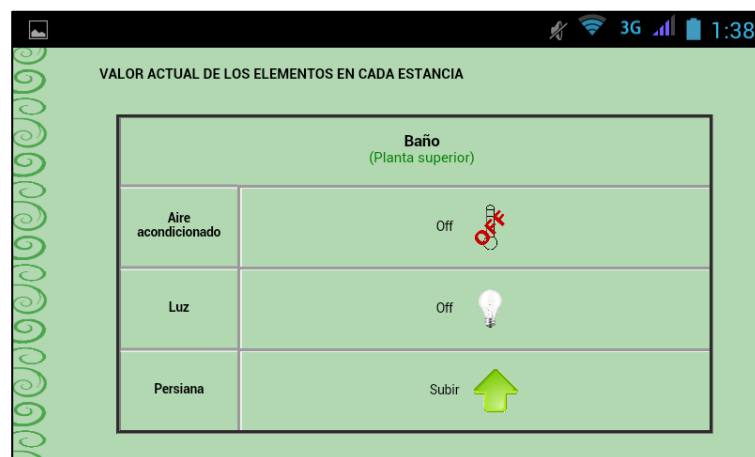 3G 1:38
VALOR ACTUAL DE LOS ELEMENTOS EN CADA ESTANCIA
Baño
(Planta superior)
Aire
acondicionado
Off
OFF
Luz
Off
Persiana
Subir